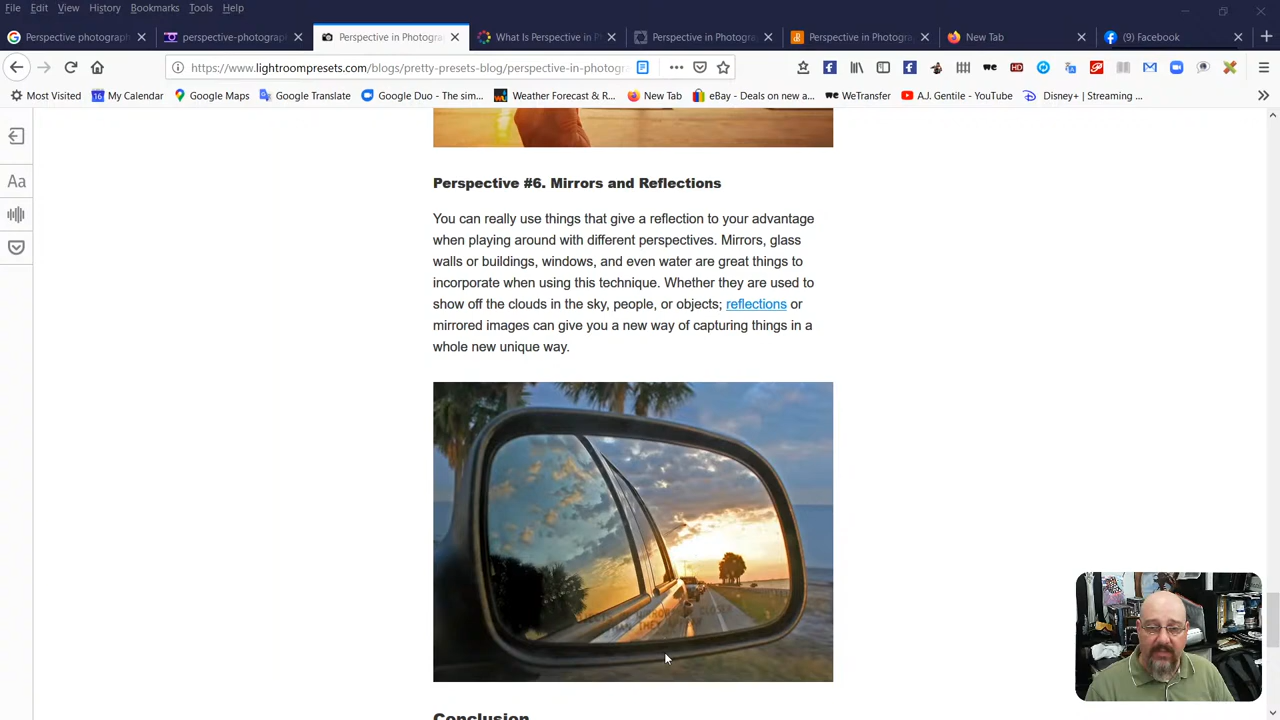 File Edit View History Bookmarks Tools Help
Perspective photograph
perspective-photograph
Perspective in Photogra
What Is Perspective in P
Perspective in Photogra
Perspective in Photogra
New Tab
(9) Facebook
https://www.lightroompresets.com/blogs/pretty-presets-blog/perspective-in-photogr
Most Visited
16 My Calendar
Google Maps
Google Translate
Google Duo - The sim...
Weather Forecast & R...
New Tab
eBay - Deals on new a...
WeTransfer
A.J. Gentile - YouTube
Disney+ | Streaming ...
Aa
Perspective #6. Mirrors and Reflections
You can really use things that give a reflection to your advantage
when playing around with different perspectives. Mirrors, glass
walls or buildings, windows, and even water are great things to
incorporate when using this technique. Whether they are used to
show off the clouds in the sky, people, or objects; reflections or
mirrored images can give you a new way of capturing things in a
whole new unique way.
MIRROR CLOSER
THAN THEY
Conclusion